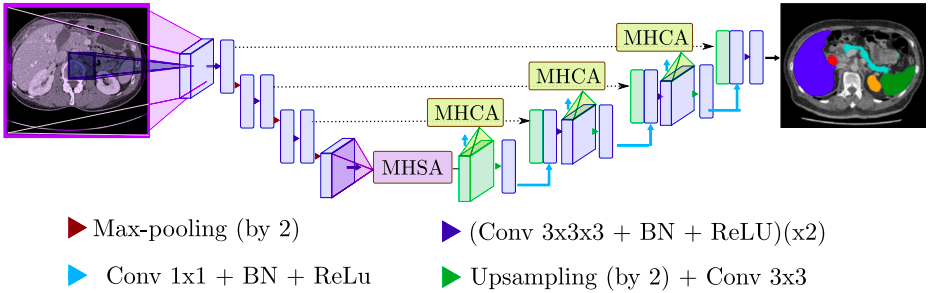 MHCA
MHCA
MHCA
MHSA
Max-pooling (by 2)
(Conv 3x3x3 + BN + ReLU)(x2)
Conv 1x1 + BN + ReLu
Upsampling (by 2) + Conv 3x3